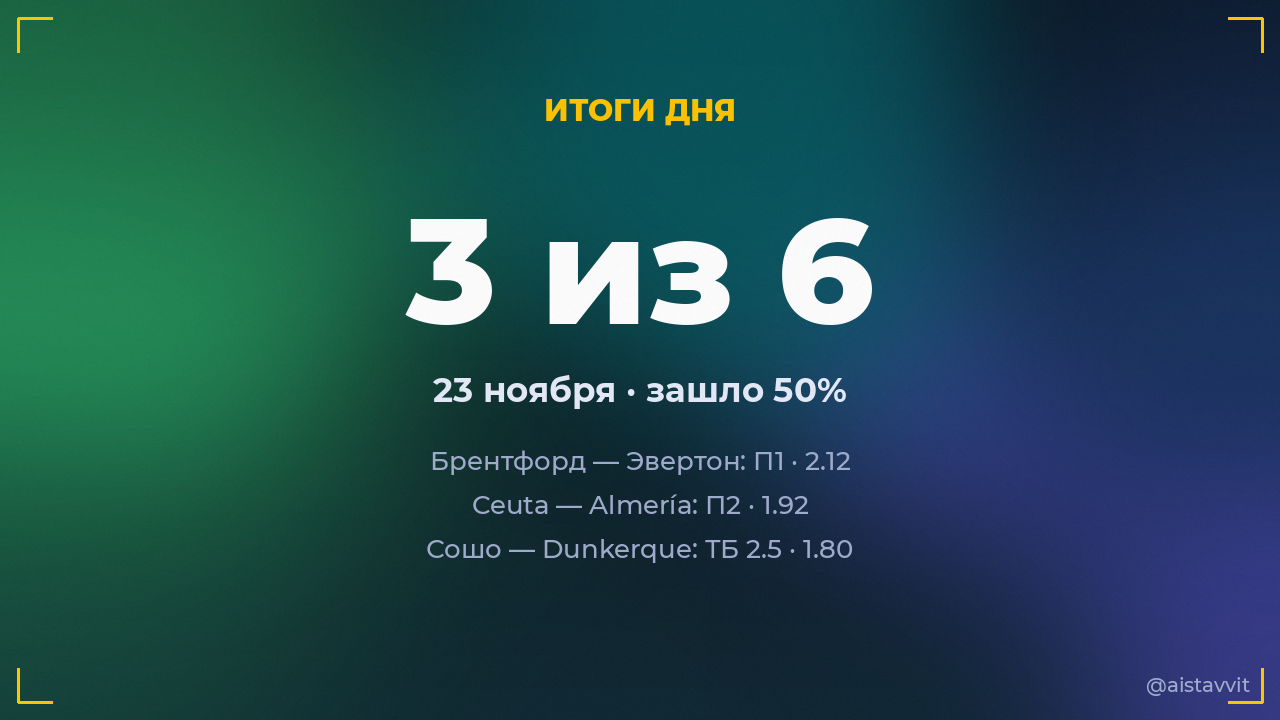 ИТОГИ ДНЯ
3 из 6
23 ноября · зашло 50%
Брентфорд — Эвертон: П1 · 2.12
Ceuta — Almería: П2 · 1.92
Сошо — Dunkerque: ТБ 2.5 · 1.80
@aistavvit